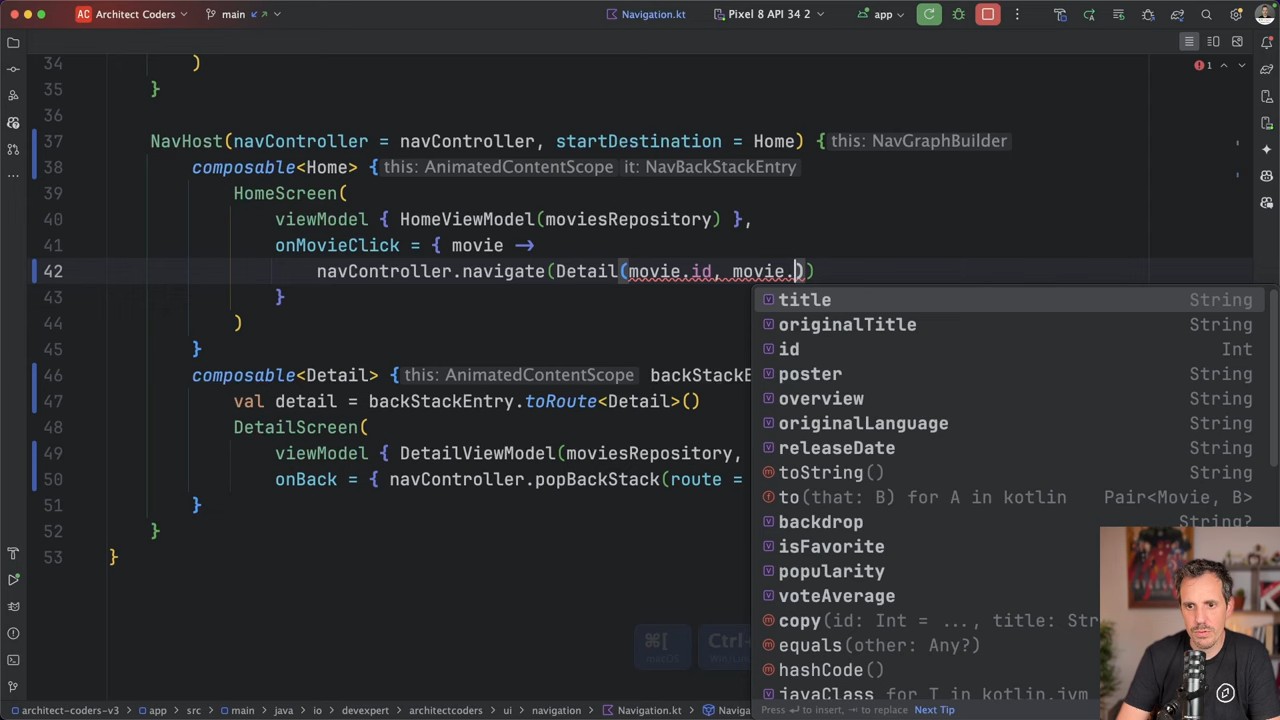 AC Architect Coders main Navigation.kt Pixel 8 API 34 2 app
34 )
35 }
36
37 NavHost(navController = navController, startDestination = Home) { this: NavGraphBuilder
1
38 composable<Home> { this: AnimatedContentScope it: NavBackStackEntry
39 HomeScreen(
40 viewModel { HomeViewModel(moviesRepository) },
41 onMovieClick = { movie ->
42 navController.navigate(Detail(movie.id, movie.))
43 }
44 )
45 }
46 composable<Detail> { this: AnimatedContentScope backStackE
47 val detail = backStackEntry.toRoute<Detail>()
48 DetailScreen(
49 viewModel { DetailViewModel(moviesRepository,
50 onBack = { navController.popBackStack(route =
51 }
52 }
53 }
title String
originalTitle String
id Int
poster String
overview String
originalLanguage String
releaseDate String
toString() String
to(that: B) for A in kotlin Pair<Movie, B>
backdrop String?
isFavorite
popularity
voteAverage
copy(id: Int = ..., title: Str
equals(other: Any?)
hashCode()
javaClass for T in kotlin.jvm
Press ↵ to insert, ⇥ to replace Next Tip
⌘[
macOS
Ctrl+
architect-coders-v3 > app > src > main > java > io > devexpert > architectcoders > ui > navigation > Navigation.kt > Naviga